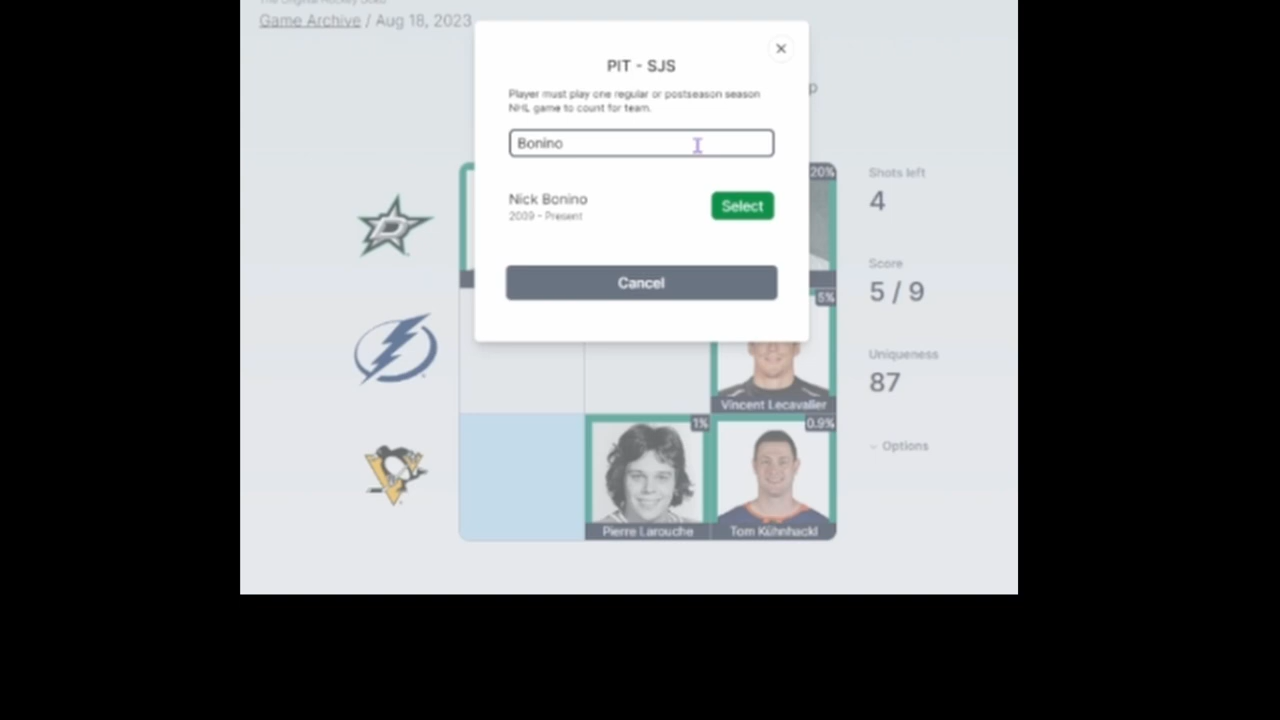 Game Archive / Aug 18, 2023
PIT - SJS
Player must play one regular or postseason season
NHL game to count for team.
Bonino
Nick Bonino
2009 - Present
Select
Cancel
20%
Shots left
4
Score
5 / 9
5%
Uniqueness
87
Vincent Lecavalier
1%
0.9%
Options
Pierre Larouche
Tom Kühnhackl